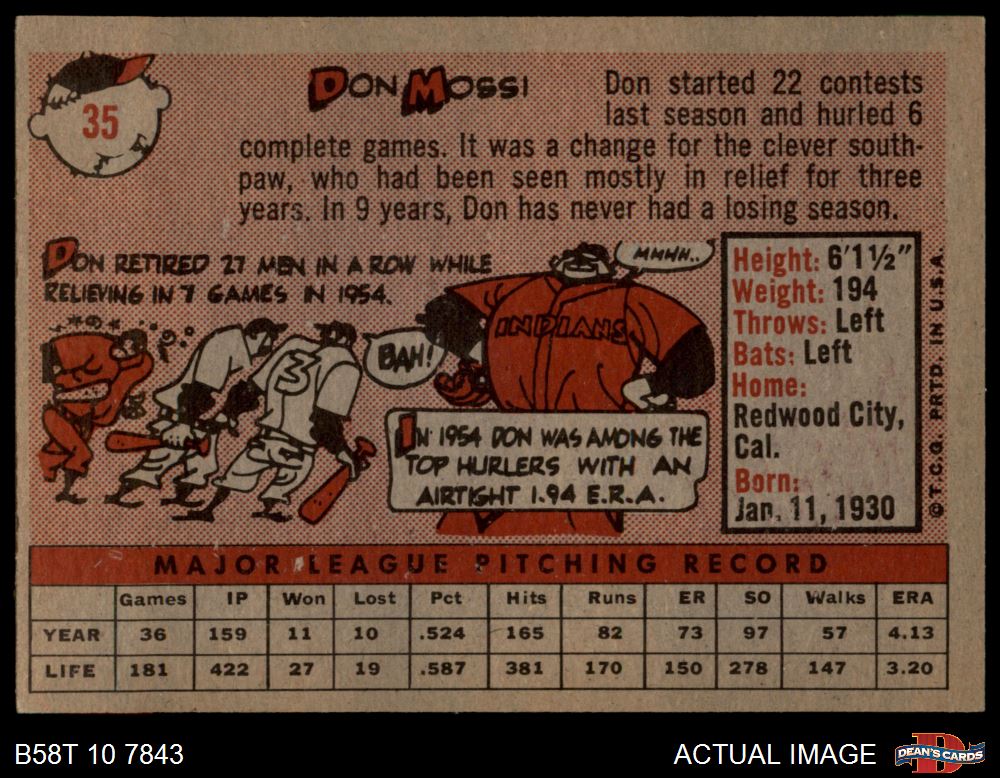 35
DON MOSSI
Don started 22 contests
last season and hurled 6
complete games. It was a change for the clever south-
paw, who had been seen mostly in relief for three
years. In 9 years, Don has never had a losing season.
DON RETIRED 27 MEN IN A ROW WHILE
RELIEVING IN 7 GAMES IN 1954.
3
BAH!
MMHH..
INDIANS
IN 1954 DON WAS AMONG THE
TOP HURLERS WITH AN
AIRTIGHT 1.94 E.R.A.
Height: 6'1½"
Weight: 194
Throws: Left
Bats: Left
Home:
Redwood City,
Cal.
Born:
Jan. 11, 1930
©T.C.G. PRTD. IN U.S.A.
MAJOR LEAGUE PITCHING RECORD
Games IP Won Lost Pct Hits Runs ER SO Walks ERA
YEAR 36 159 11 10 .524 165 82 73 97 57 4.13
LIFE 181 422 27 19 .587 381 170 150 278 147 3.20
B58T 10 7843
ACTUAL IMAGE
DEAN'S CARDS